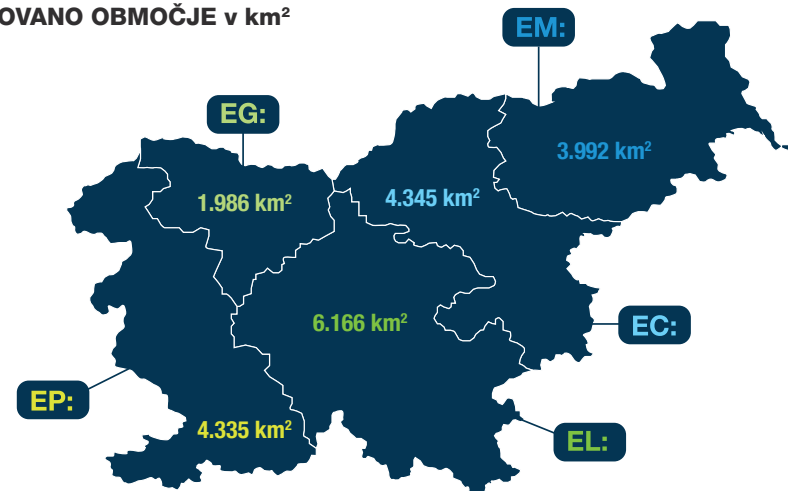 OVANO OBMOČJE v km²
EM:
EG:
3.992 km²
1.986 km²
4.345 km²
6.166 km²
EC:
EP:
4.335 km²
EL: